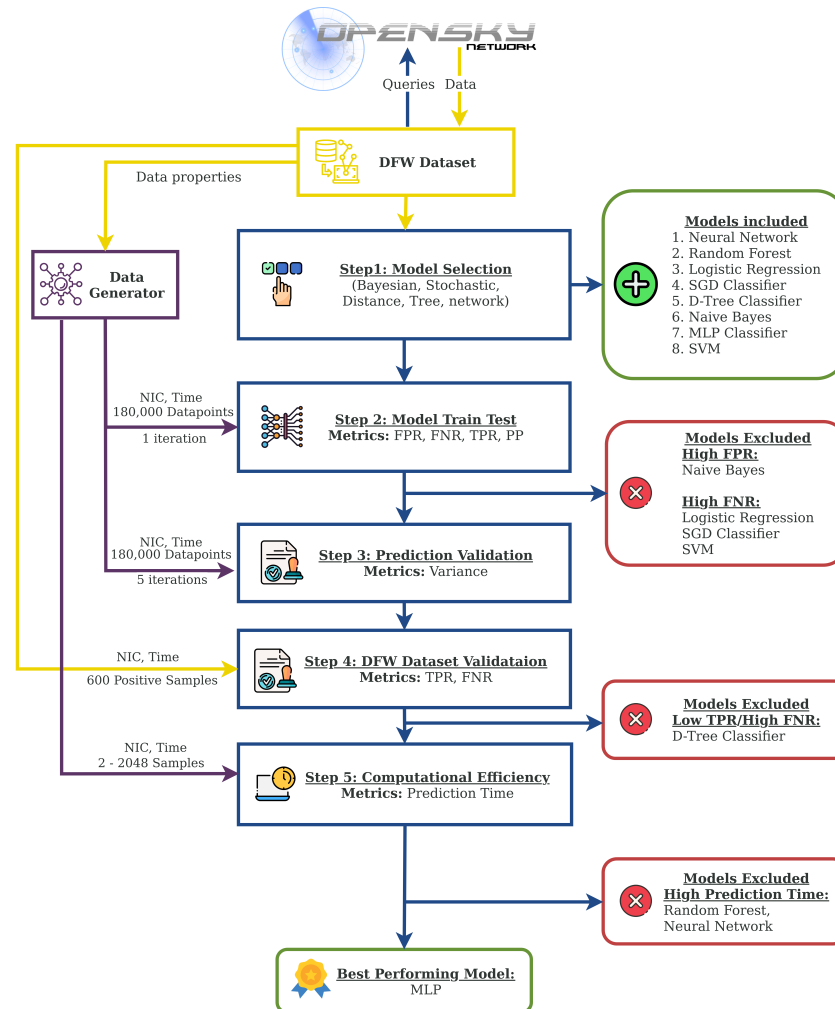 OPENSKY
NETWORK
Queries Data
DFW Dataset
Data properties
Data
Generator
Step1: Model Selection
(Bayesian, Stochastic,
Distance, Tree, network)
Models included
1. Neural Network
2. Random Forest
3. Logistic Regression
4. SGD Classifier
5. D-Tree Classifier
6. Naive Bayes
7. MLP Classifier
8. SVM
NIC, Time
180,000 Datapoints
1 iteration
Step 2: Model Train Test
Metrics: FPR, FNR, TPR, PP
Models Excluded
High FPR:
Naive Bayes
High FNR:
Logistic Regression
SGD Classifier
SVM
NIC, Time
180,000 Datapoints
5 iterations
Step 3: Prediction Validation
Metrics: Variance
NIC, Time
600 Positive Samples
Step 4: DFW Dataset Validataion
Metrics: TPR, FNR
Models Excluded
Low TPR/High FNR:
D-Tree Classifier
NIC, Time
2 - 2048 Samples
Step 5: Computational Efficiency
Metrics: Prediction Time
Models Excluded
High Prediction Time:
Random Forest,
Neural Network
Best Performing Model:
MLP